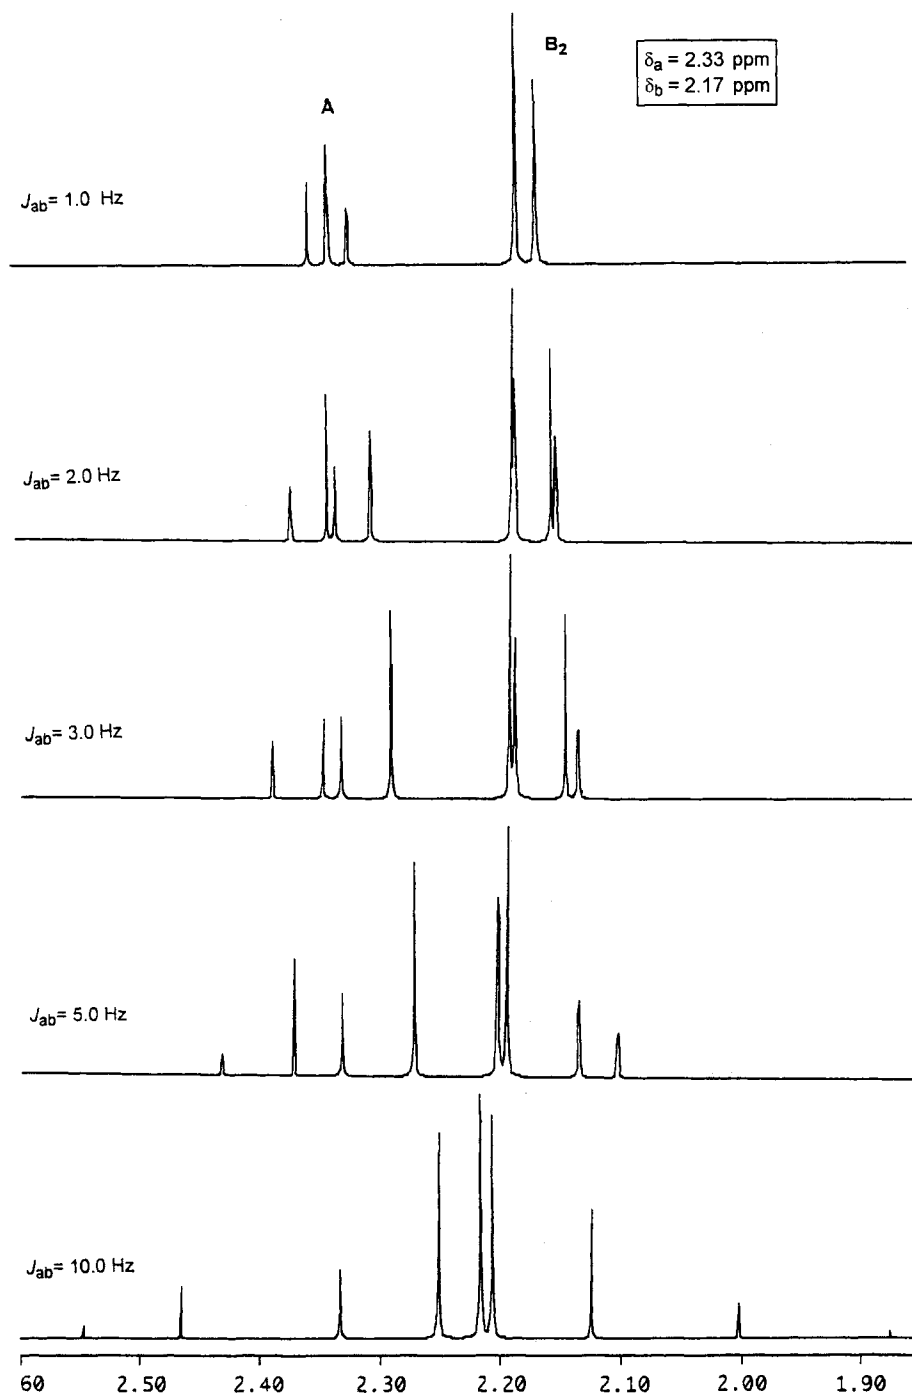 A
B₂
δₐ = 2.33 ppm
δb = 2.17 ppm
Jab= 1.0 Hz
Jab= 2.0 Hz
Jab= 3.0 Hz
Jab= 5.0 Hz
Jab= 10.0 Hz
60 2.50 2.40 2.30 2.20 2.10 2.00 1.90